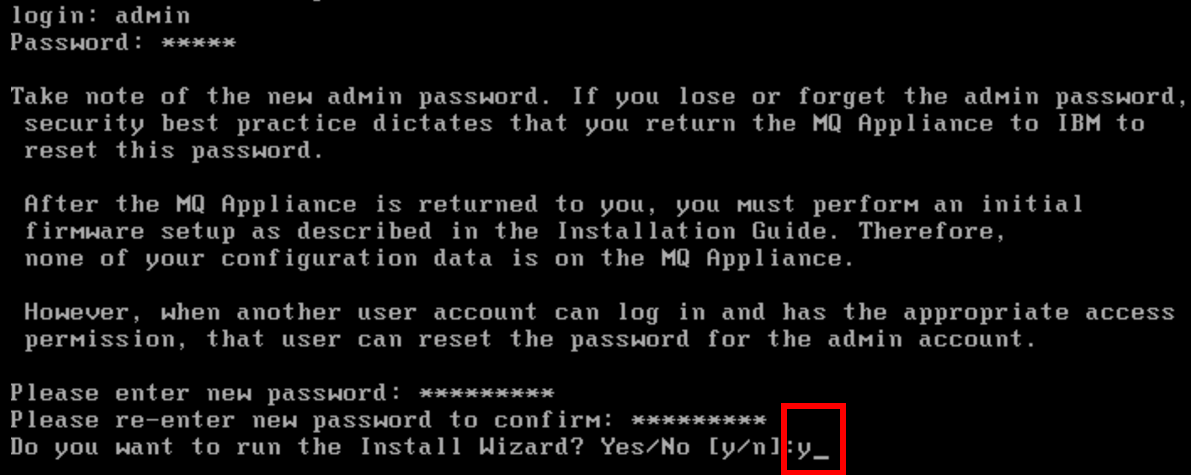 login: admin
Password: *****
Take note of the new admin password. If you lose or forget the admin password,
security best practice dictates that you return the MQ Appliance to IBM to
reset this password.
After the MQ Appliance is returned to you, you must perform an initial
firmware setup as described in the Installation Guide. Therefore,
none of your configuration data is on the MQ Appliance.
However, when another user account can log in and has the appropriate access
permission, that user can reset the password for the admin account.
Please enter new password: *********
Please re-enter new password to confirm: *********
Do you want to run the Install Wizard? Yes/No [y/n]:y_